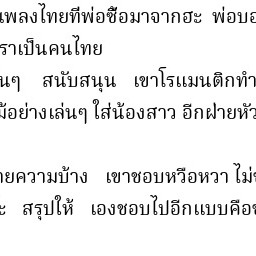 เพลงไทยที่พ่อซื้อมาจากฮะ พ่อบอ
ราเป็นคนไทย
นๆ สนับสนุน เขาโรแมนติกทำ
ม้อย่างเล่นๆ ใส่น้องสาว อีกฝ่ายหัว
ายความบ้าง เขาชอบหวือหวา ไม่
ะ สรุปให้ เองชอบไปอีกแบบคือ